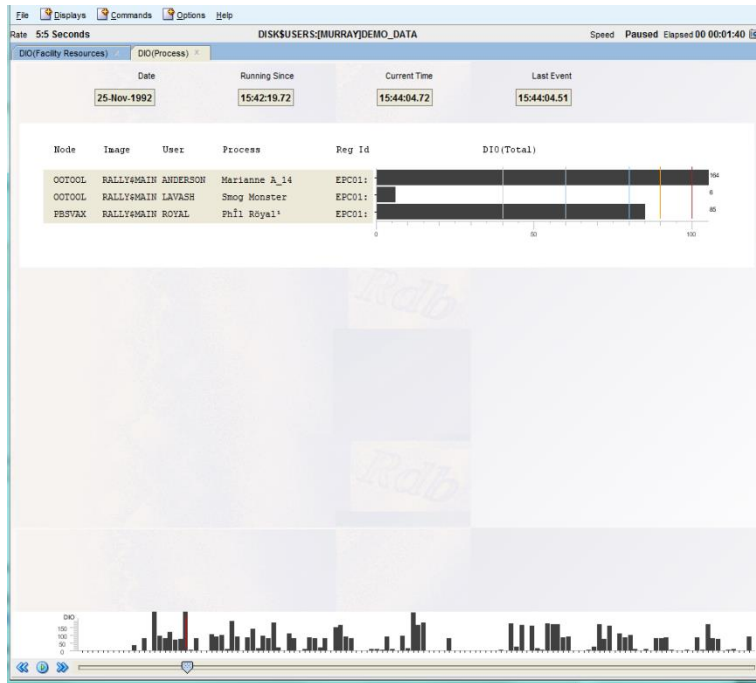 File Displays Commands Options Help
Rate 5:5 Seconds DISK$USERS:[MURRAY]DEMO_DATA Speed Paused Elapsed 00 00:01:40
DIO(Facility Resources) DIO(Process) x
Date Running Since Current Time Last Event
25-Nov-1992 15:42:19.72 15:44:04.72 15:44:04.51
Node Image User Process Reg Id DIO(Total)
OOTOOL RALLY$MAIN ANDERSON Marianne A_14 EPC01: 164
OOTOOL RALLY$MAIN LAVASH Smog Monster EPC01: 6
PBSVAX RALLY$MAIN ROYAL PhÎl Röyal¹ EPC01: 85
0 50 100
Rdb
Rdb
DIO
150
100
50
0